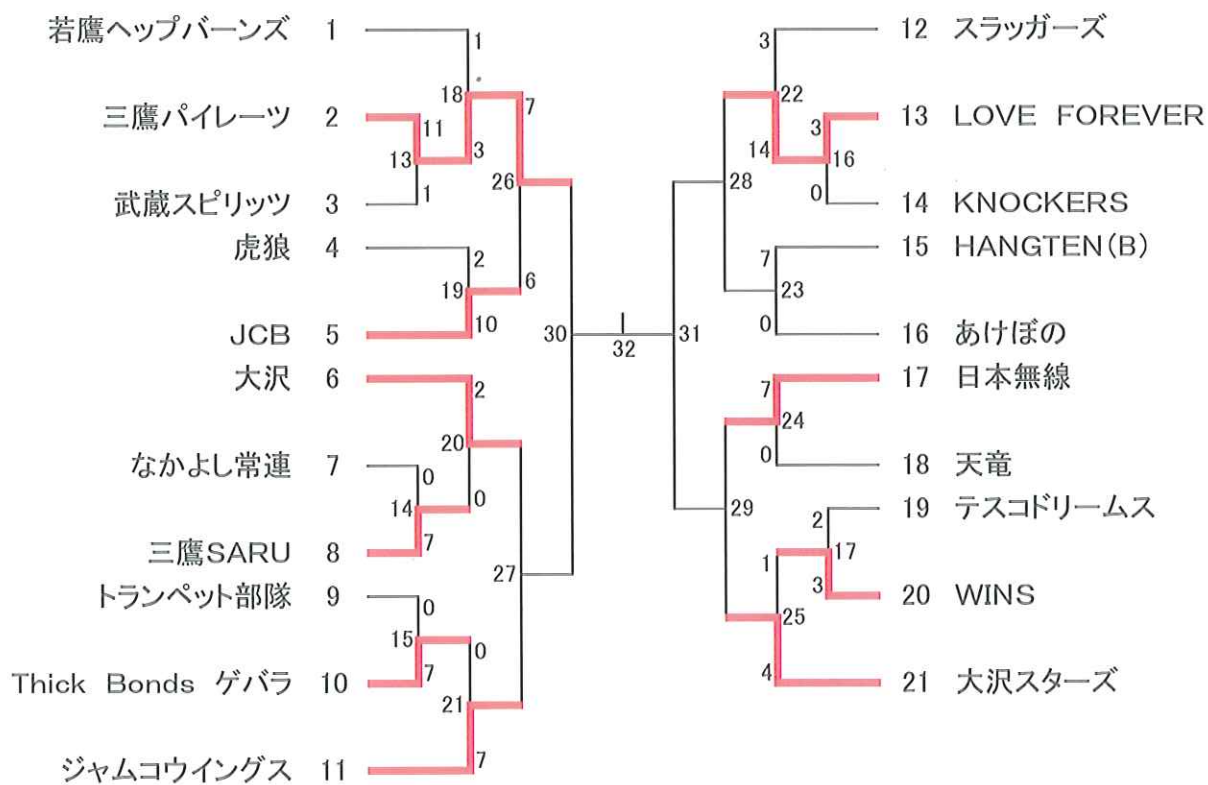 若鷹ヘップバーンズ 1
1
三鷹パイレーツ 2
11
18
7
13
3
26
武蔵スピリッツ 3
1
虎狼 4
2
19
6
JCB 5
10
30
大沢 6
2
20
なかよし常連 7
0
0
14
三鷹SARU 8
7
27
トランペット部隊 9
0
15
0
Thick Bonds ゲバラ 10
7
21
ジャムコウイングス 11
7
32
3
12 スラッガーズ
22
3
13 LOVE FOREVER
14
16
28
0
14 KNOCKERS
7
15 HANGTEN(B)
23
31
0
16 あけぼの
7
17 日本無線
24
0
18 天竜
29
2
19 テスコドリームス
1
17
3
20 WINS
25
4
21 大沢スターズ